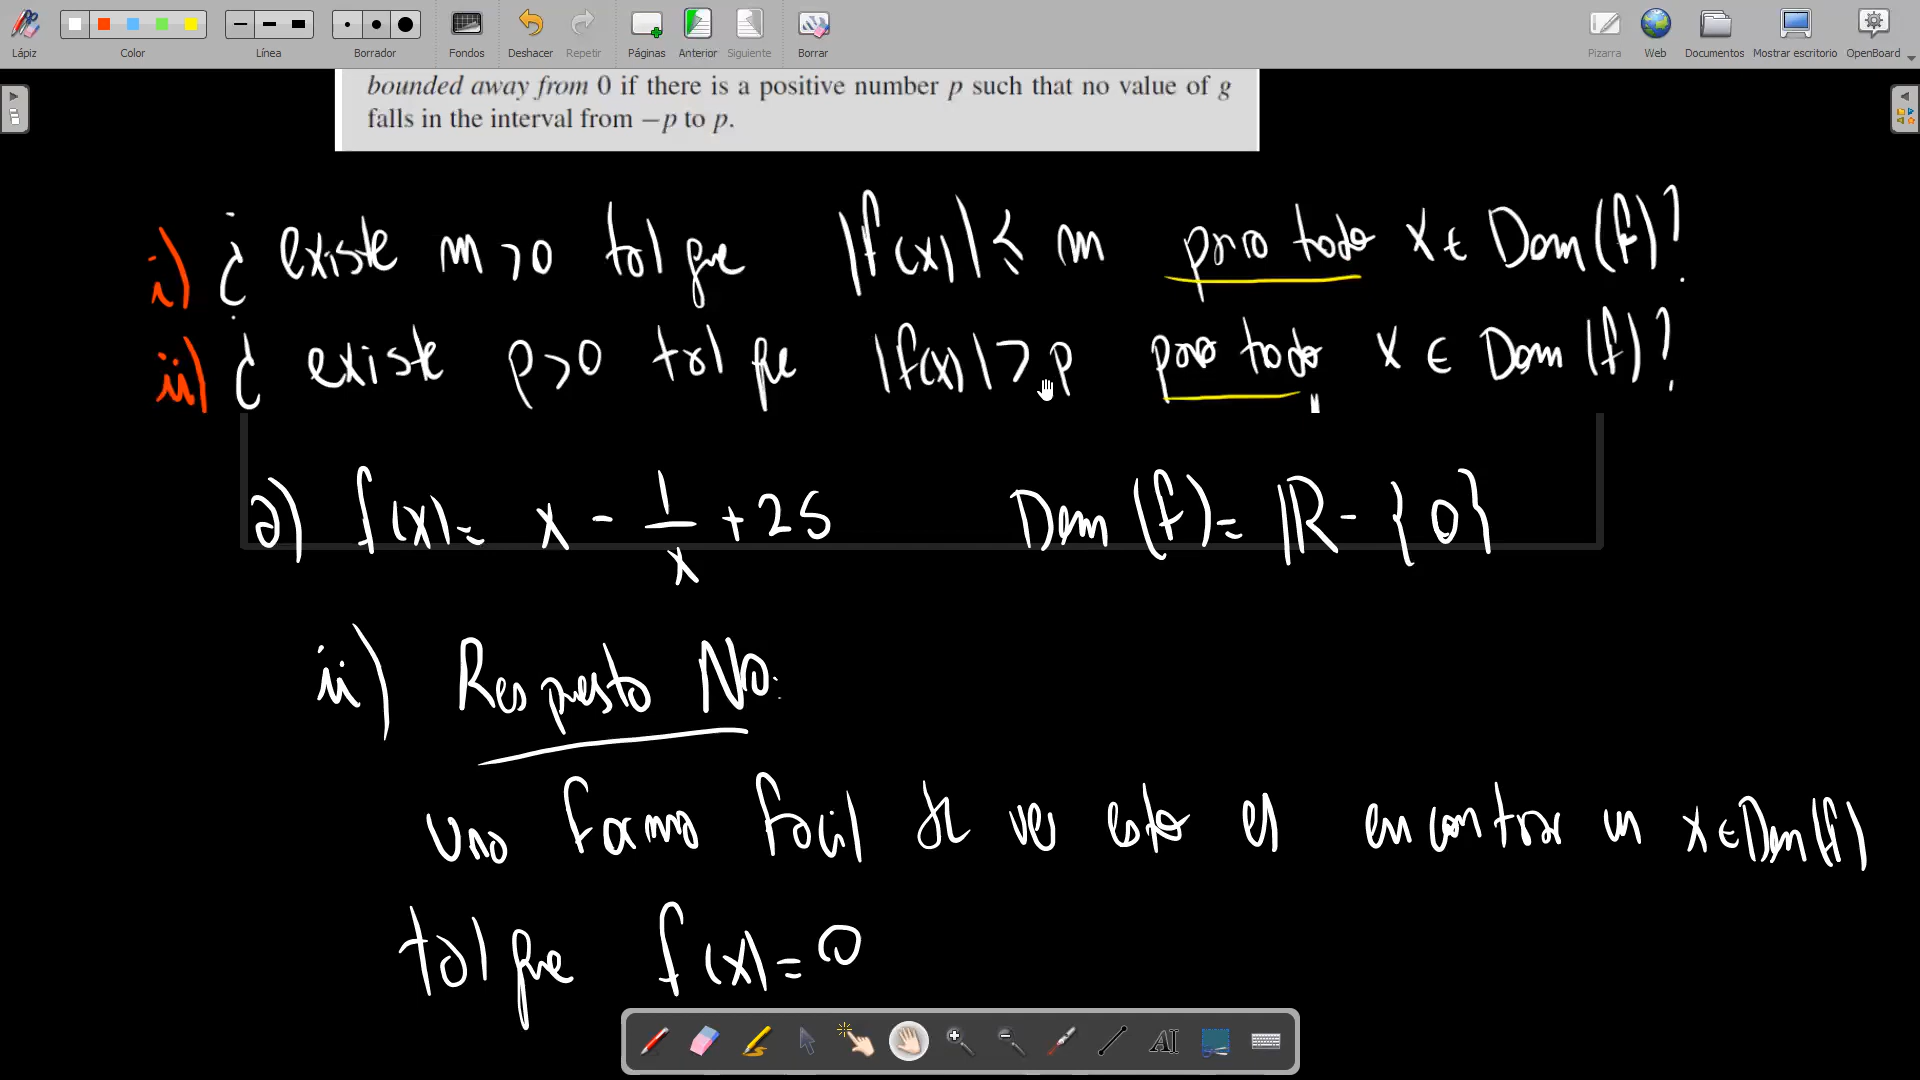 Lápiz Color Línea Borrador Fondos Deshacer Repetir Páginas Anterior Siguiente Borrar Pizarra Web Documentos Mostrar escritorio OpenBoard
bounded away from 0 if there is a positive number p such that no value of g
falls in the interval from −p to p.
i) ¿ existe m>0 tal que |f(x)| ≤ m para todo x ∈ Dom(f)?
ii) ¿ existe p>0 tal que |f(x)| > p para todo x ∈ Dom(f)?
a) f(x) = x - 1/x + 25 Dom(f) = ℝ - {0}
ii) Respuesta No.
una forma facil de ver esto es encontrar un x ∈ Dom(f)
tal que f(x) = 0
AI